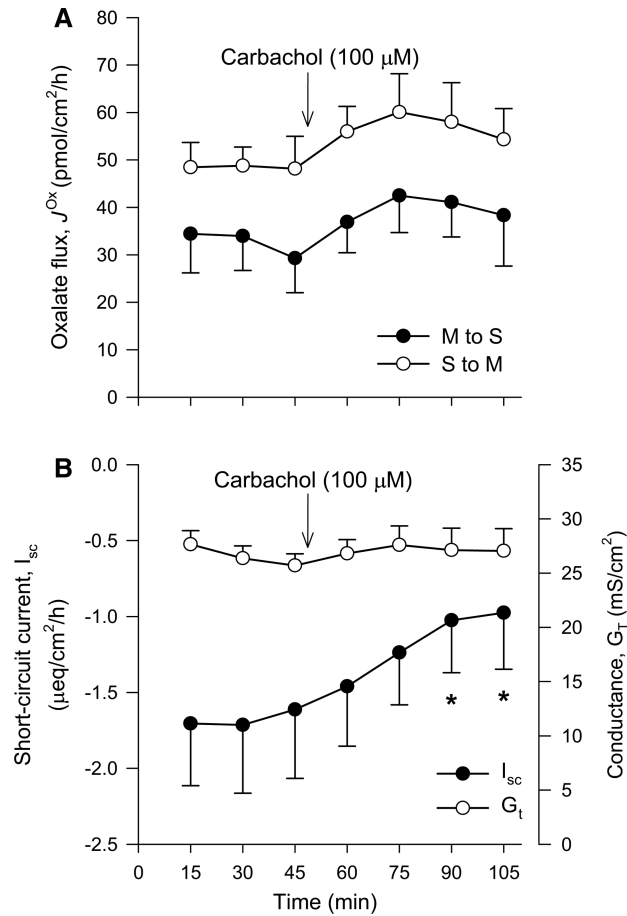 A
80
70
60
50
40
30
20
10
0
Oxalate flux, J^Ox (pmol/cm²/h)
Carbachol (100 μM)
M to S
S to M
B
0.0
-0.5
-1.0
-1.5
-2.0
-2.5
Short-circuit current, I_sc
(μeq/cm²/h)
Carbachol (100 μM)
* *
I_sc
G_t
35
30
25
20
15
10
5
0
Conductance, G_T (mS/cm²)
0 15 30 45 60 75 90 105
Time (min)